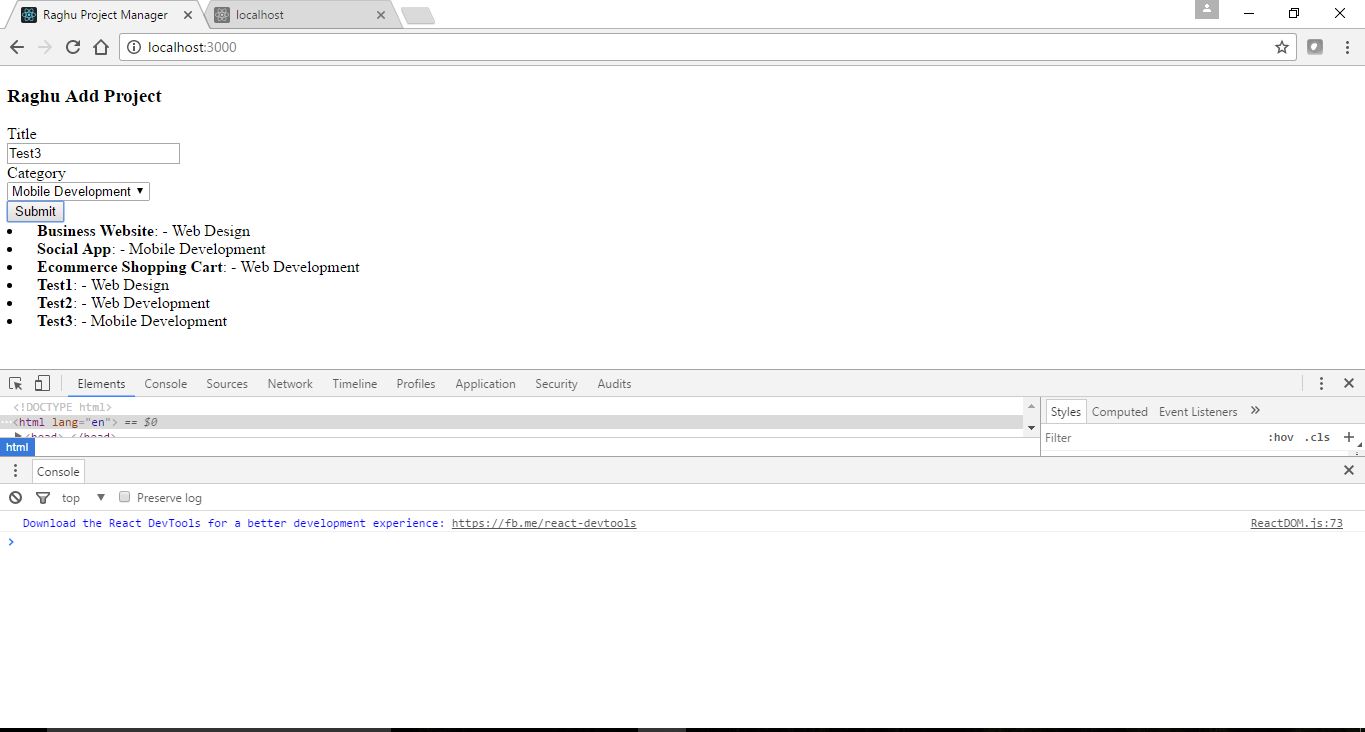 Raghu Project Manager
localhost
localhost:3000
Raghu Add Project
Title
Test3
Category
Mobile Development
Submit
Business Website: - Web Design
Social App: - Mobile Development
Ecommerce Shopping Cart: - Web Development
Test1: - Web Design
Test2: - Web Development
Test3: - Mobile Development
Elements Console Sources Network Timeline Profiles Application Security Audits
<!DOCTYPE html>
···<html lang="en"> == $0
<head>…</head>
html
Styles Computed Event Listeners »
Filter :hov .cls +
Console
top Preserve log
Download the React DevTools for a better development experience: https://fb.me/react-devtools ReactDOM.js:73
>